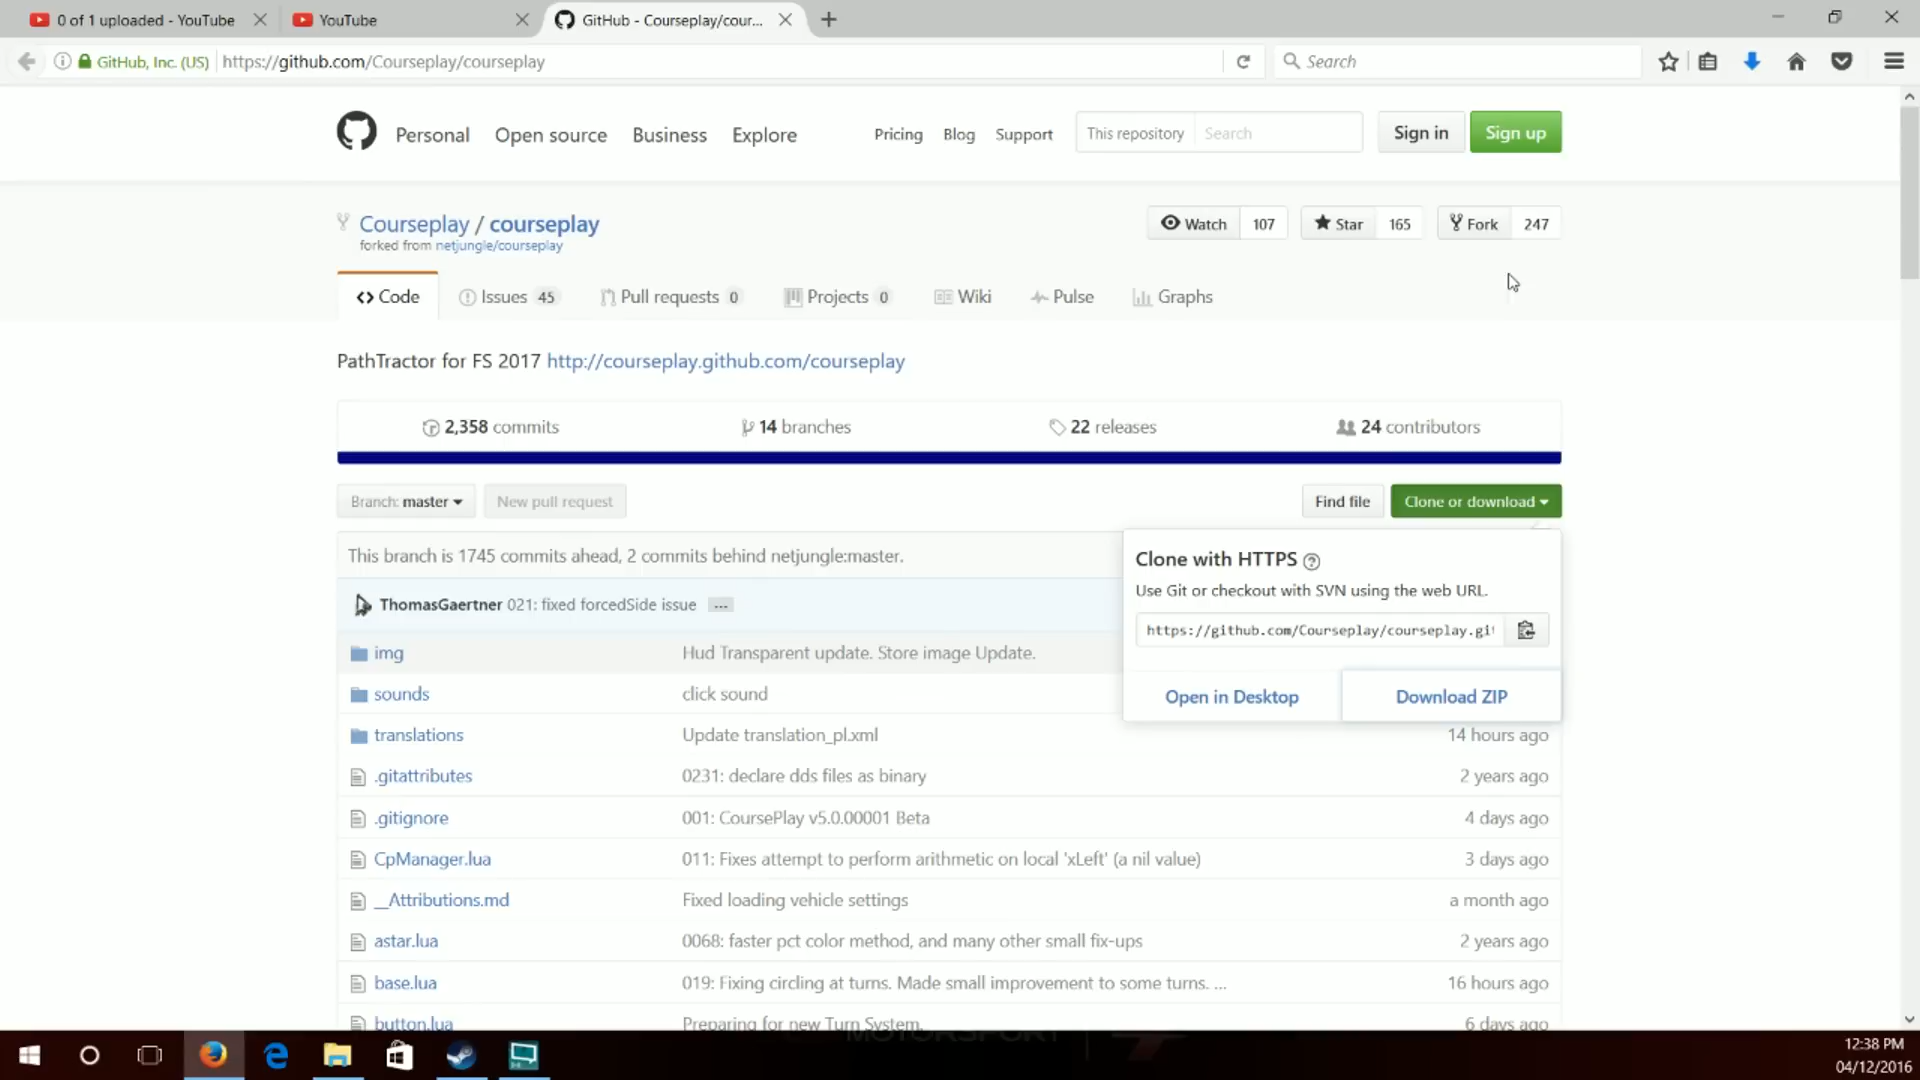 0 of 1 uploaded - YouTube
YouTube
GitHub - Courseplay/cour...
GitHub, Inc. (US)
https://github.com/Courseplay/courseplay
Search
Personal
Open source
Business
Explore
Pricing
Blog
Support
This repository
Search
Sign in
Sign up
Courseplay / courseplay
forked from netjungle/courseplay
Watch 107
Star 165
Fork 247
Code
Issues 45
Pull requests 0
Projects 0
Wiki
Pulse
Graphs
PathTractor for FS 2017 http://courseplay.github.com/courseplay
2,358 commits
14 branches
22 releases
24 contributors
Branch: master
New pull request
Find file
Clone or download
This branch is 1745 commits ahead, 2 commits behind netjungle:master.
Clone with HTTPS
Use Git or checkout with SVN using the web URL.
https://github.com/Courseplay/courseplay.git
Open in Desktop
Download ZIP
ThomasGaertner 021: fixed forcedSide issue ...
img Hud Transparent update. Store image Update.
sounds click sound
translations Update translation_pl.xml 14 hours ago
.gitattributes 0231: declare dds files as binary 2 years ago
.gitignore 001: CoursePlay v5.0.00001 Beta 4 days ago
CpManager.lua 011: Fixes attempt to perform arithmetic on local 'xLeft' (a nil value) 3 days ago
__Attributions.md Fixed loading vehicle settings a month ago
astar.lua 0068: faster pct color method, and many other small fix-ups 2 years ago
base.lua 019: Fixing circling at turns. Made small improvement to some turns. ... 16 hours ago
button.lua Preparing for new Turn System. 6 days ago
MOTORSPORT
12:38 PM
04/12/2016